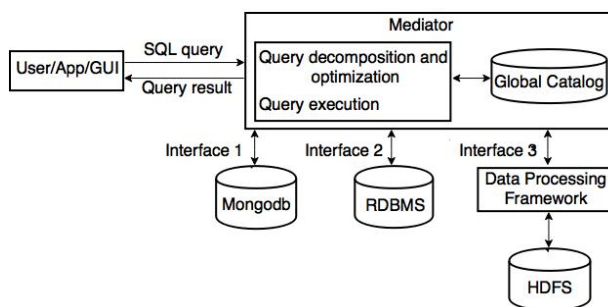 Mediator
SQL query
User/App/GUI
Query result
Query decomposition and
optimization
Query execution
Global Catalog
Interface 1
Interface 2
Interface 3
Mongodb
RDBMS
Data Processing
Framework
HDFS